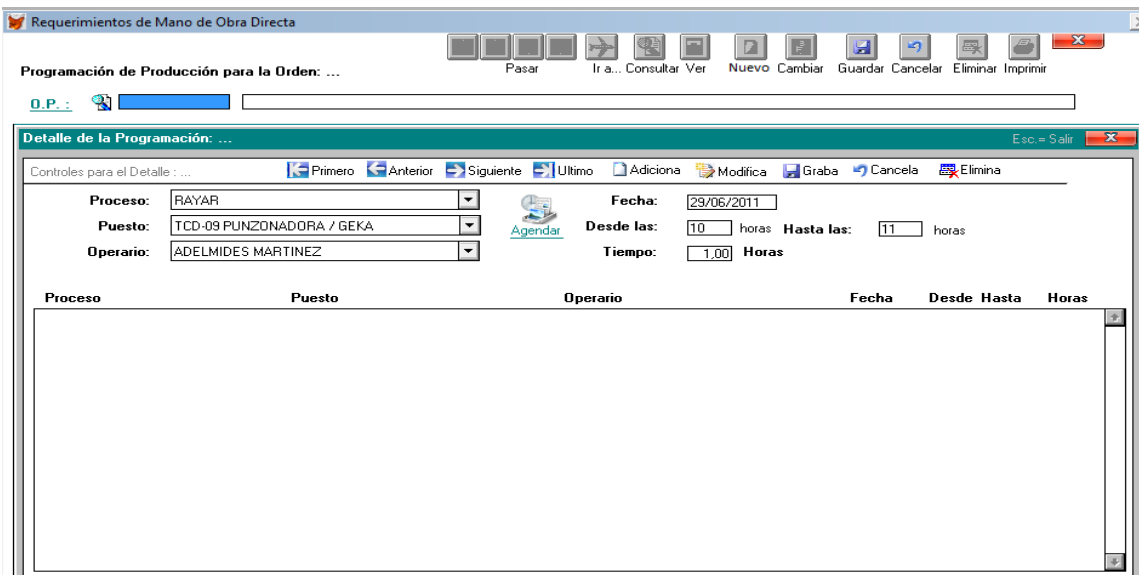 Requerimientos de Mano de Obra Directa
Pasar Ir a... Consultar Ver Nuevo Cambiar Guardar Cancelar Eliminar Imprimir
Programación de Producción para la Orden: ...
O.P. :
Detalle de la Programación: ... Esc.= Salir
Controles para el Detalle : ... Primero Anterior Siguiente Ultimo Adiciona Modifica Graba Cancela Elimina
Proceso: RAYAR Fecha: 29/06/2011
Puesto: TCD-09 PUNZONADORA / GEKA Agendar Desde las: 10 horas Hasta las: 11 horas
Operario: ADELMIDES MARTINEZ Tiempo: 1,00 Horas
Proceso Puesto Operario Fecha Desde Hasta Horas